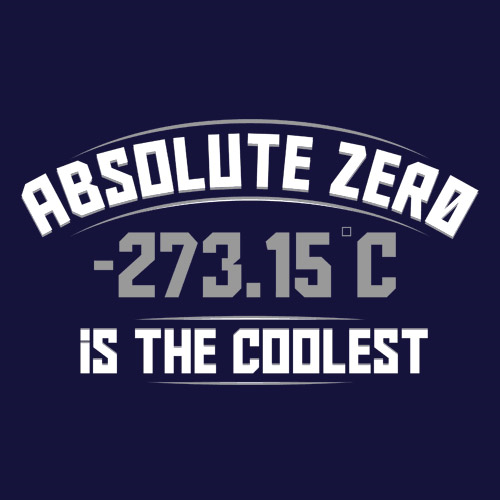 ABSOLUTE ZERØ
-273.15°C
iS THE COOLEST